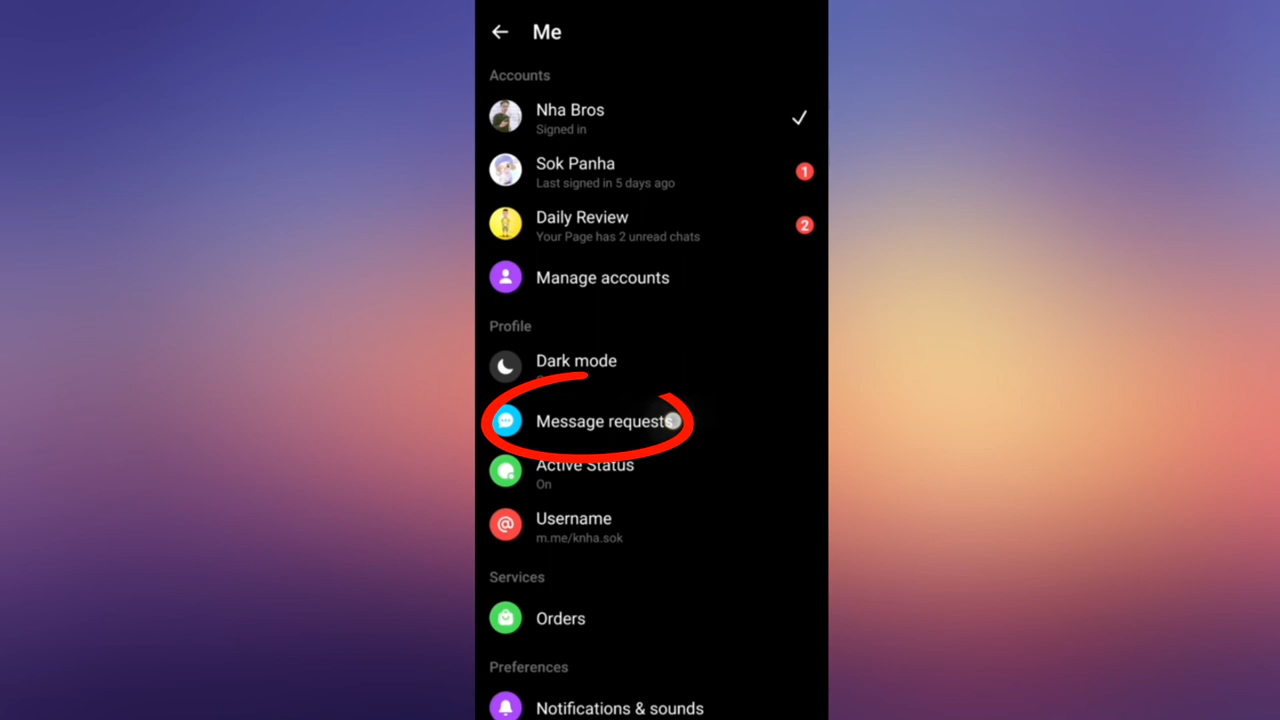 Me
Accounts
Nha Bros
Signed in
Sok Panha
Last signed in 5 days ago
1
Daily Review
Your Page has 2 unread chats
2
Manage accounts
Profile
Dark mode
Message requests
Active Status
On
@
Username
m.me/knha.sok
Services
Orders
Preferences
Notifications & sounds